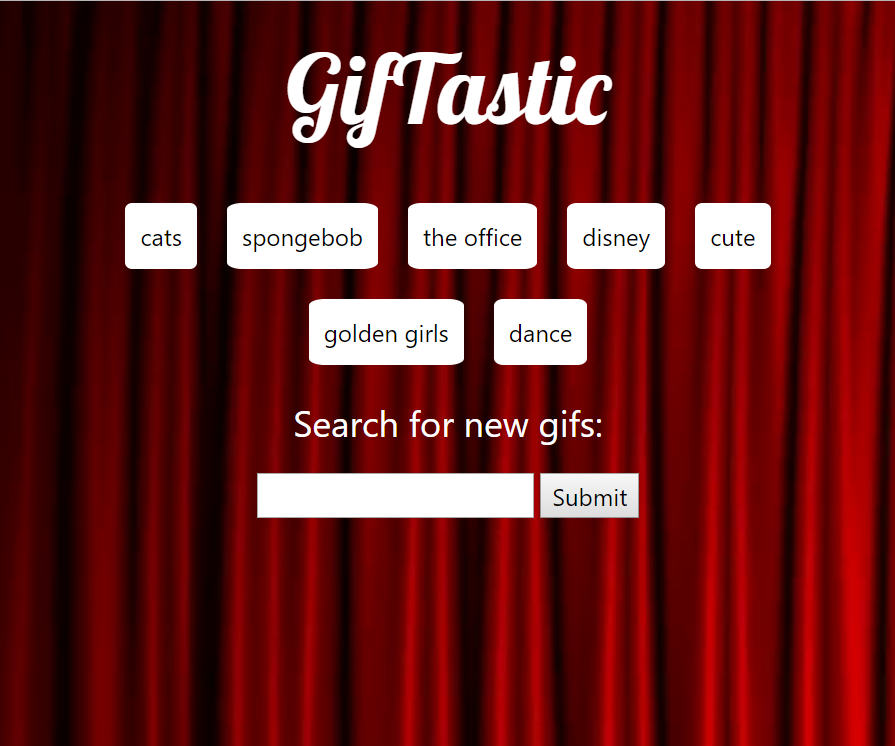 GifTastic
cats spongebob the office disney cute
golden girls dance
Search for new gifs:
Submit